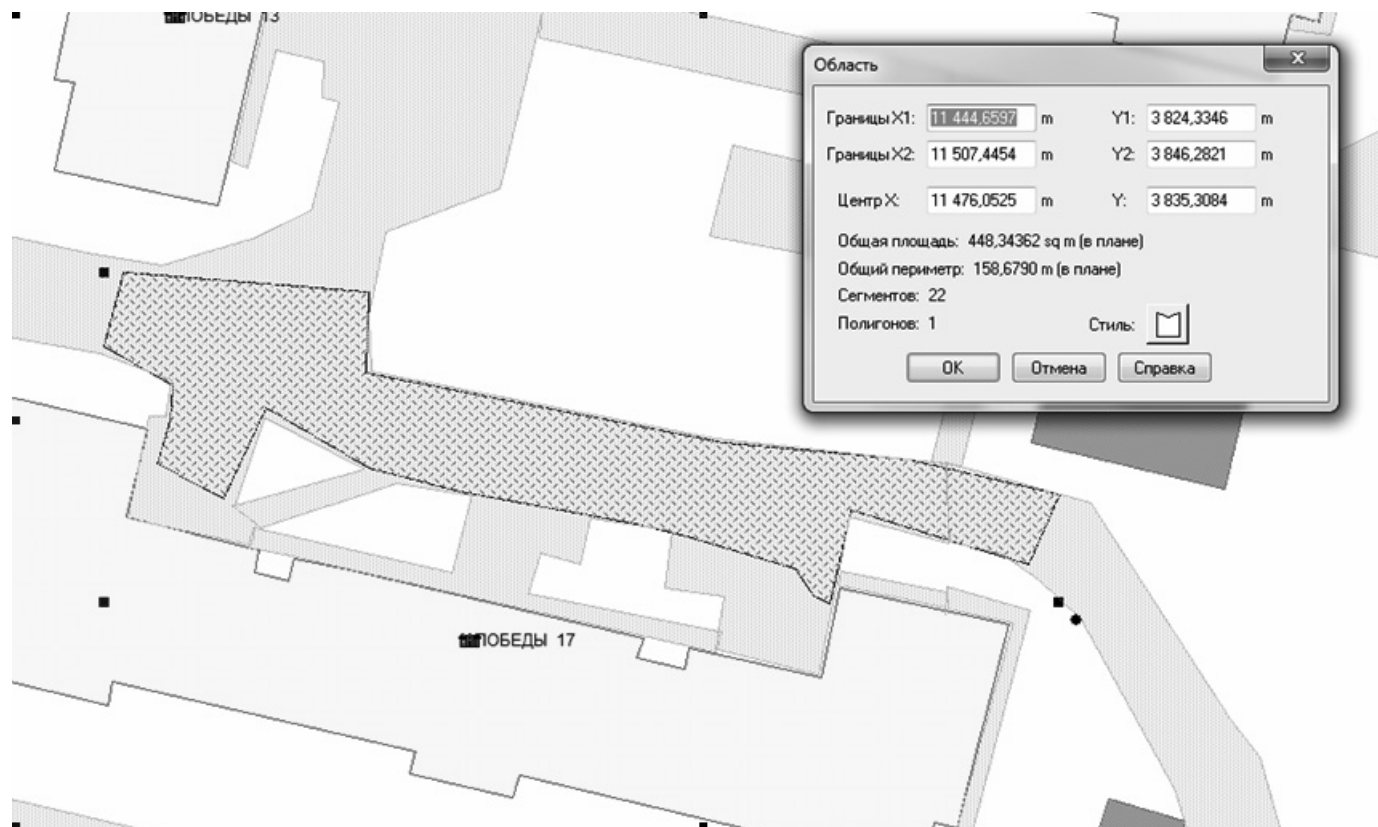 ПОБЕДЫ 13
Область
Границы X1: 11 444,6597 m Y1: 3 824,3346 m
Границы X2: 11 507,4454 m Y2: 3 846,2821 m
Центр X: 11 476,0525 m Y: 3 835,3084 m
Общая площадь: 448,34362 sq m (в плане)
Общий периметр: 158,6790 m (в плане)
Сегментов: 22
Полигонов: 1 Стиль:
OK Отмена Справка
ПОБЕДЫ 17